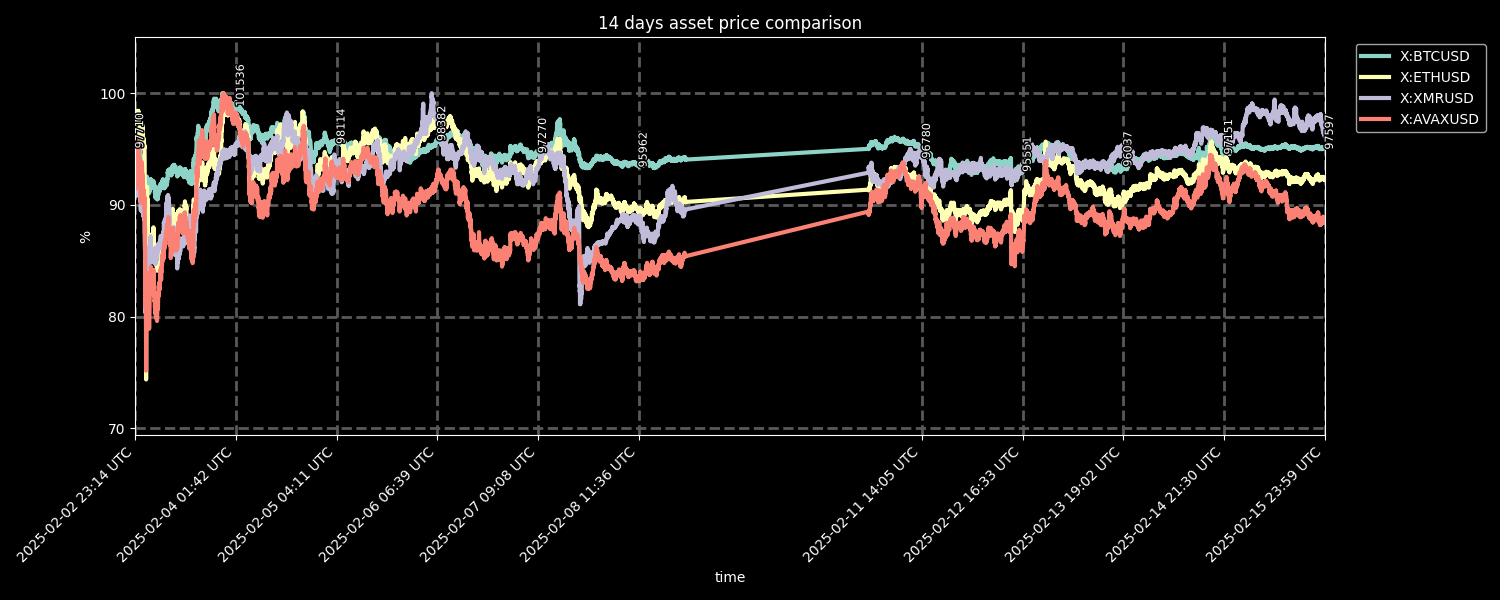 14 days asset price comparison
X:BTCUSD
X:ETHUSD
X:XMRUSD
X:AVAXUSD
100
90
80
70
%
101536
98114
98382
97270
95962
96780
95551
96037
97151
97597
2025-02-02 23:14 UTC
2025-02-04 01:42 UTC
2025-02-05 04:11 UTC
2025-02-06 06:39 UTC
2025-02-07 09:08 UTC
2025-02-08 11:36 UTC
2025-02-11 14:05 UTC
2025-02-12 16:33 UTC
2025-02-13 19:02 UTC
2025-02-14 21:30 UTC
2025-02-15 23:59 UTC
time